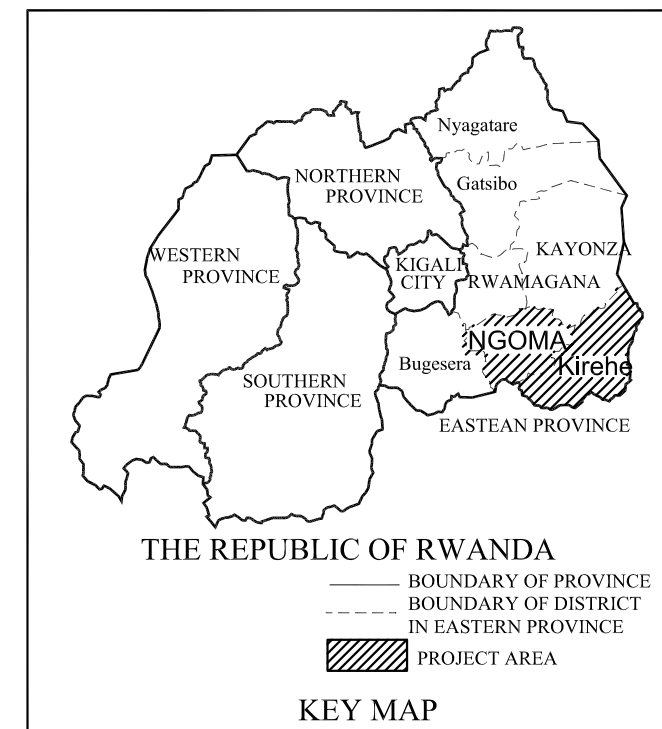 Nyagatare
Gatsibo
NORTHERN
PROVINCE
KAYONZA
WESTERN
PROVINCE
KIGALI
CITY
RWAMAGANA
NGOMA
Kirehe
Bugesera
SOUTHERN
PROVINCE
EASTEAN PROVINCE
THE REPUBLIC OF RWANDA
BOUNDARY OF PROVINCE
BOUNDARY OF DISTRICT
IN EASTERN PROVINCE
PROJECT AREA
KEY MAP